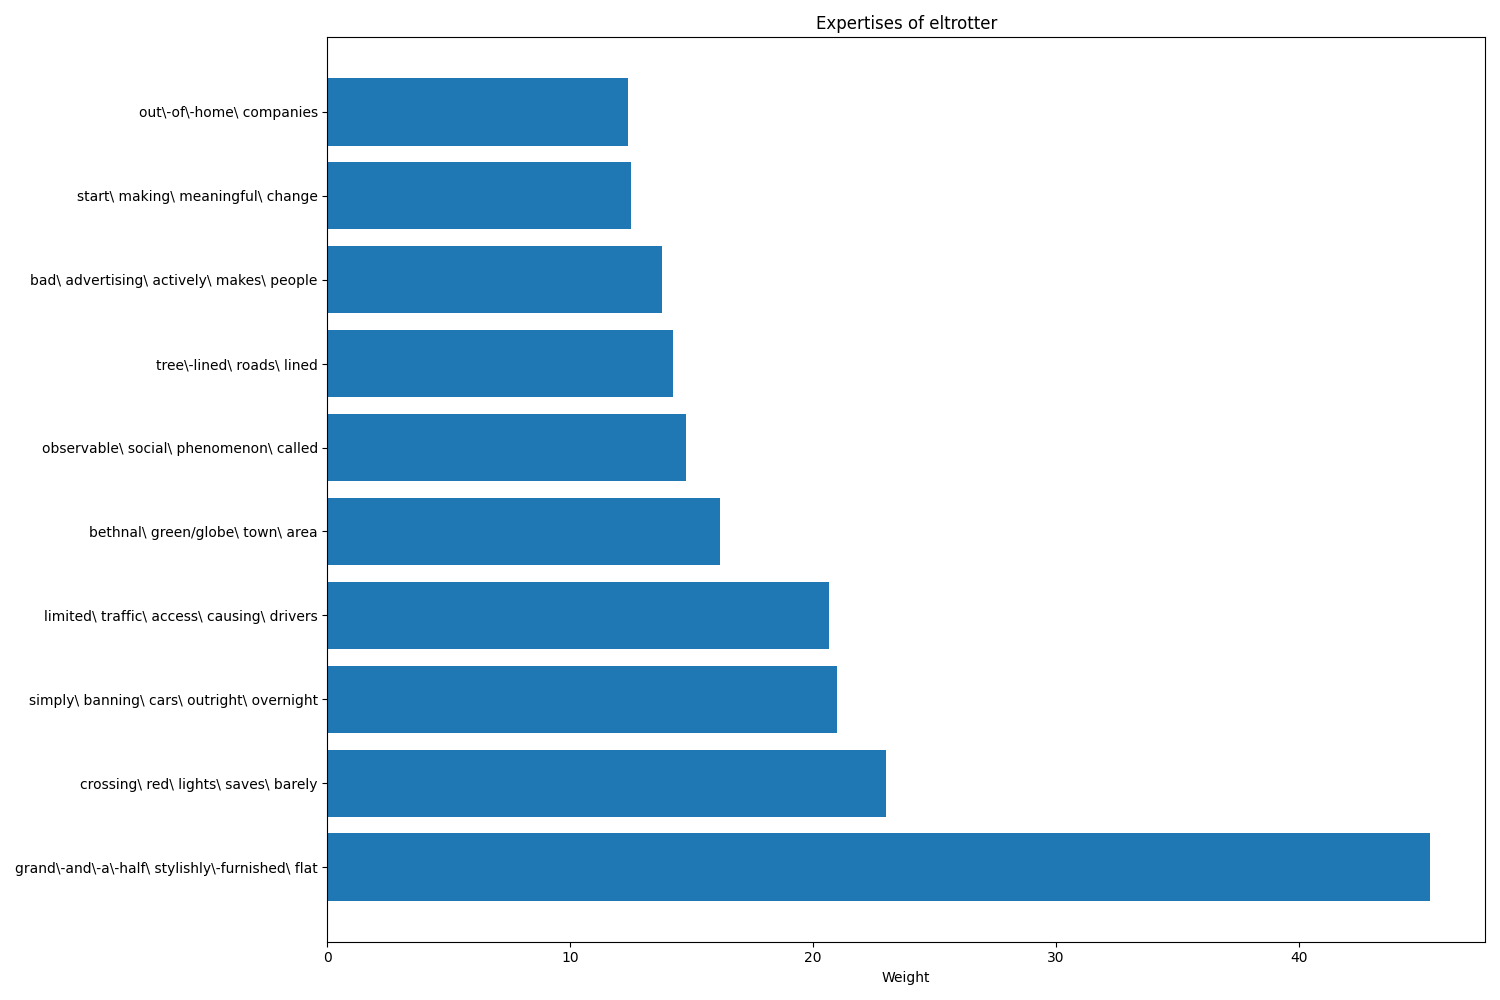 Expertises of eltrotter
out\-of\-home\ companies
start\ making\ meaningful\ change
bad\ advertising\ actively\ makes\ people
tree\-lined\ roads\ lined
observable\ social\ phenomenon\ called
bethnal\ green/globe\ town\ area
limited\ traffic\ access\ causing\ drivers
simply\ banning\ cars\ outright\ overnight
crossing\ red\ lights\ saves\ barely
grand\-and\-a\-half\ stylishly\-furnished\ flat
0 10 20 30 40
Weight